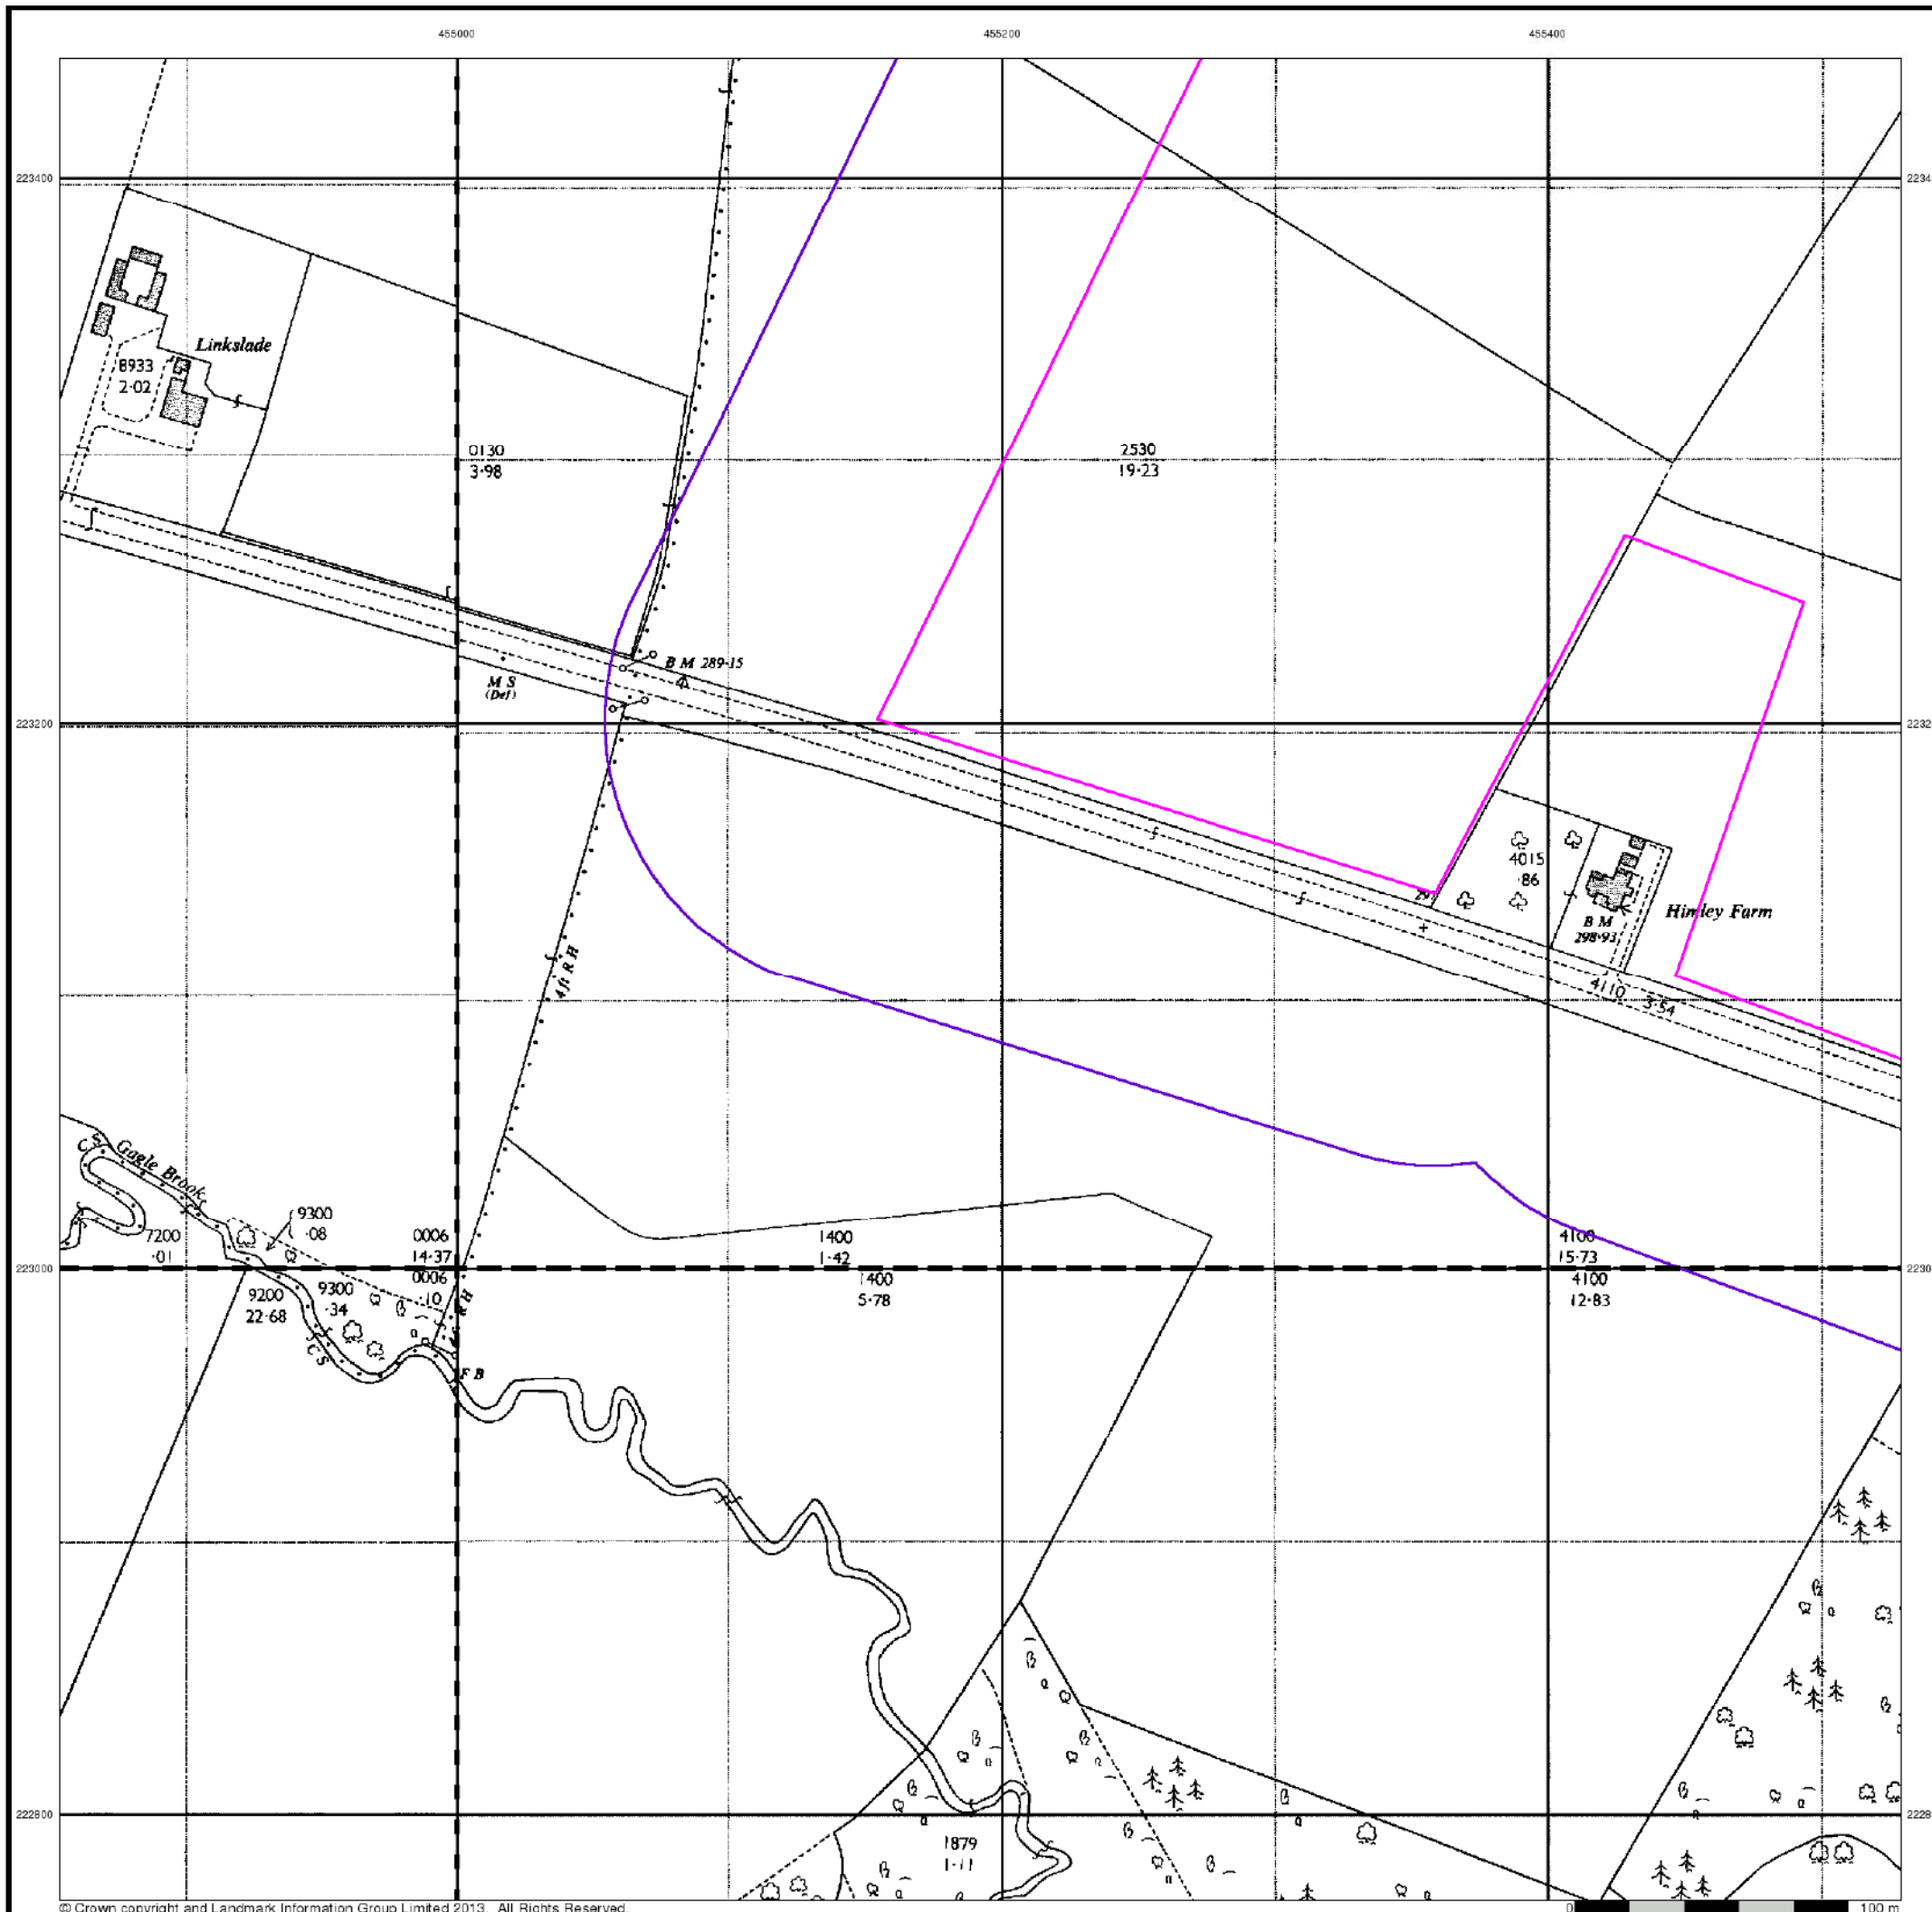 455000 455200 455400
223400
Linkslade
8933
2·02
0130
3·98
2530
19·23
B M 289·15
M S
(Def)
223200
4015
·86
Himley Farm
B M
298·93
4110 3·54
4ft R H
C S
Gagle Brook
7200
·01
9300
·08
0006
14·37
1400
1·42
4100
15·73
223000
9200
22·68
9300
·34
0006
·10
R H
1400
5·78
4100
12·83
C S
F B
222800
1879
1·11
© Crown copyright and Landmark Information Group Limited 2013. All Rights Reserved.
0 100 m